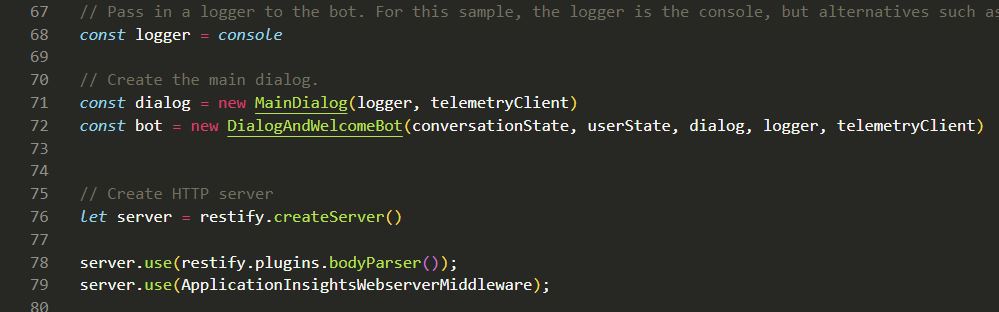 67 // Pass in a logger to the bot. For this sample, the logger is the console, but alternatives such as
68 const logger = console
69
70 // Create the main dialog.
71 const dialog = new MainDialog(logger, telemetryClient)
72 const bot = new DialogAndWelcomeBot(conversationState, userState, dialog, logger, telemetryClient)
73
74
75 // Create HTTP server
76 let server = restify.createServer()
77
78 server.use(restify.plugins.bodyParser());
79 server.use(ApplicationInsightsWebserverMiddleware);
80